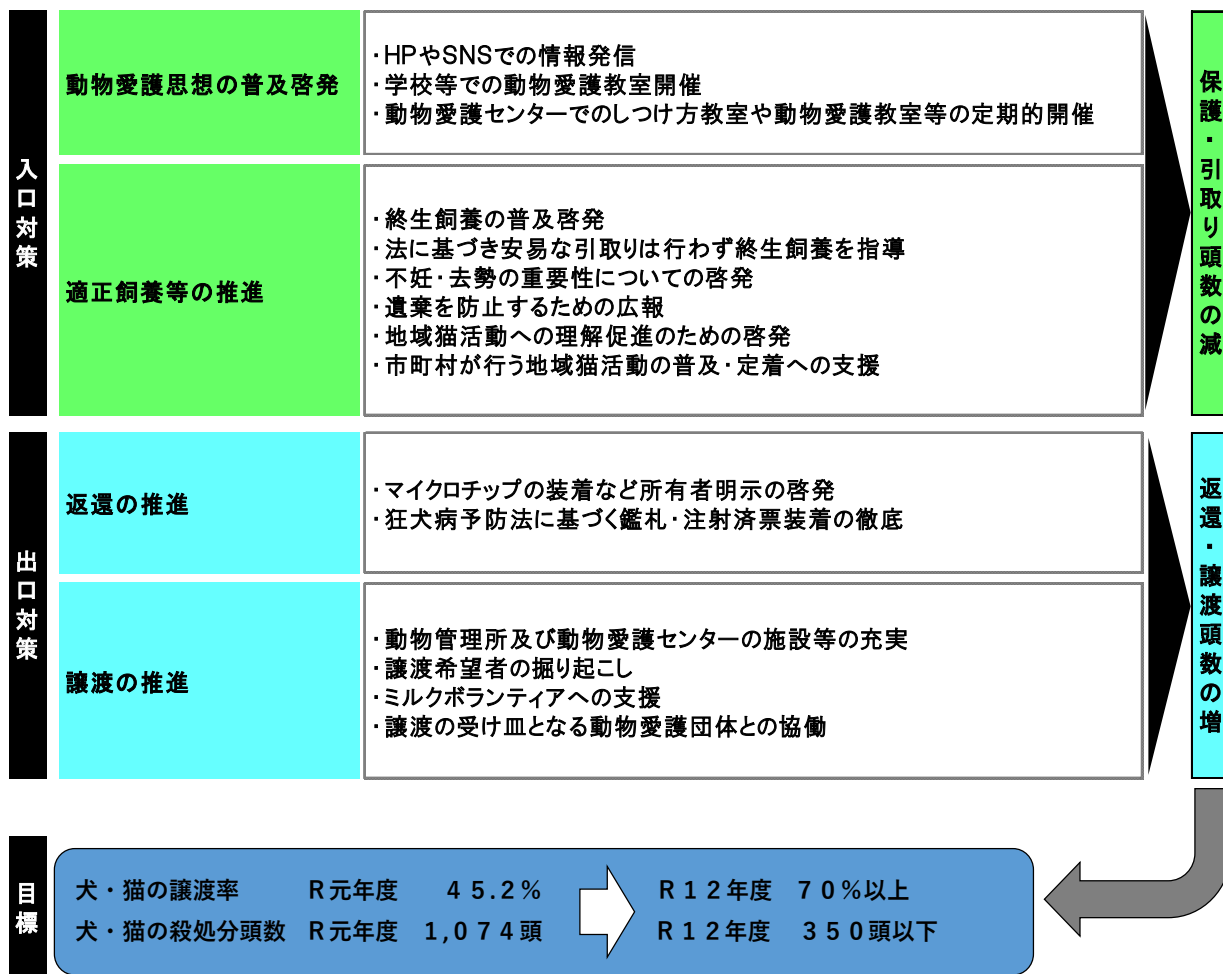 入口対策
動物愛護思想の普及啓発
・HPやSNSでの情報発信
・学校等での動物愛護教室開催
・動物愛護センターでのしつけ方教室や動物愛護教室等の定期的開催
適正飼養等の推進
・終生飼養の普及啓発
・法に基づき安易な引取りは行わず終生飼養を指導
・不妊・去勢の重要性についての啓発
・遺棄を防止するための広報
・地域猫活動への理解促進のための啓発
・市町村が行う地域猫活動の普及・定着への支援
保護・引取り頭数の減
出口対策
返還の推進
・マイクロチップの装着など所有者明示の啓発
・狂犬病予防法に基づく鑑札・注射済票装着の徹底
譲渡の推進
・動物管理所及び動物愛護センターの施設等の充実
・譲渡希望者の掘り起こし
・ミルクボランティアへの支援
・譲渡の受け皿となる動物愛護団体との協働
返還・譲渡頭数の増
目標
犬・猫の譲渡率 R元年度 45.2% R12年度 70%以上
犬・猫の殺処分頭数 R元年度 1,074頭 R12年度 350頭以下